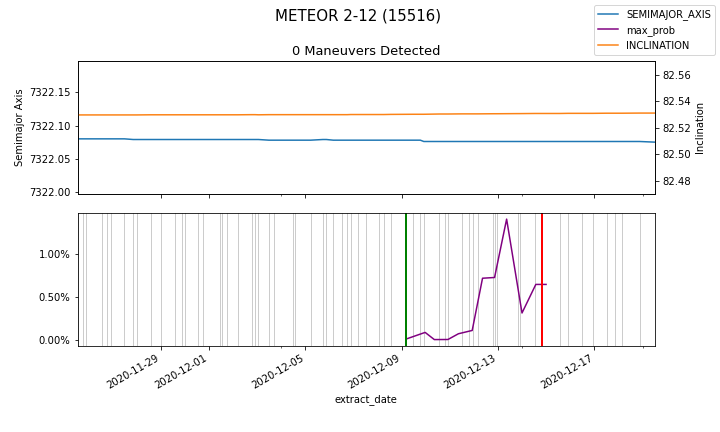 METEOR 2-12 (15516)
SEMIMAJOR_AXIS
max_prob
INCLINATION
0 Maneuvers Detected
Semimajor Axis
7322.15
7322.10
7322.05
7322.00
82.56
82.54
82.52
82.50
82.48
Inclination
1.00%
0.50%
0.00%
2020-11-29
2020-12-01
2020-12-05
2020-12-09
2020-12-13
2020-12-17
extract_date